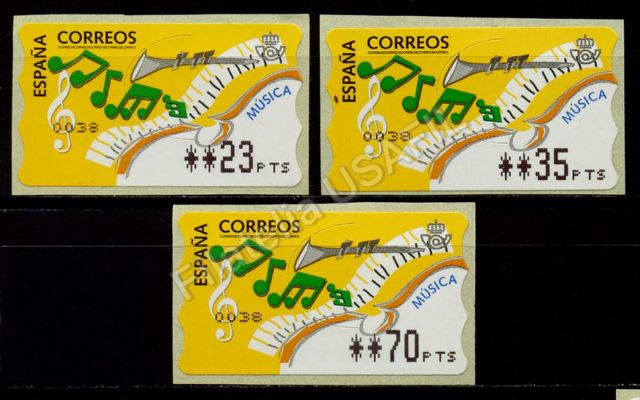 CORREOS
ESPAÑA
MÚSICA
0038
**23PTS
CORREOS
ESPAÑA
MÚSICA
0038
**35PTS
CORREOS
ESPAÑA
MÚSICA
0038
**70PTS